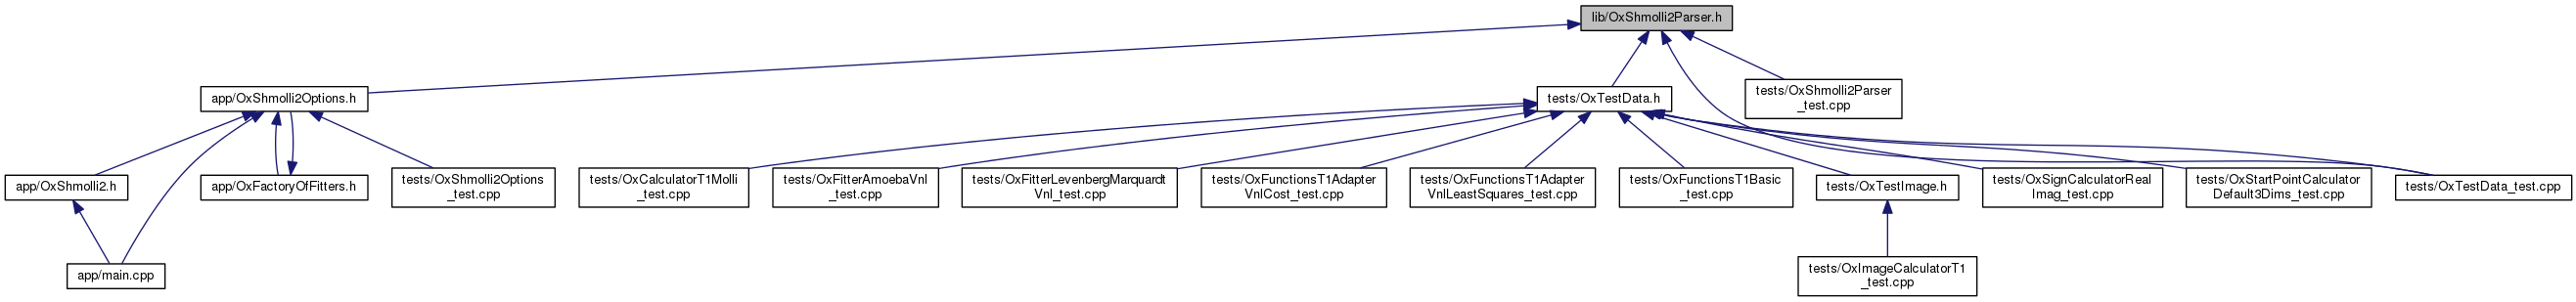 lib/OxShmolli2Parser.h
app/OxShmolli2Options.h
tests/OxTestData.h
tests/OxShmolli2Parser
_test.cpp
app/OxShmolli2.h
app/OxFactoryOfFitters.h
tests/OxShmolli2Options
_test.cpp
tests/OxCalculatorT1Molli
_test.cpp
tests/OxFitterAmoebaVnl
_test.cpp
tests/OxFitterLevenbergMarquardt
Vnl_test.cpp
tests/OxFunctionsT1Adapter
VnlCost_test.cpp
tests/OxFunctionsT1Adapter
VnlLeastSquares_test.cpp
tests/OxFunctionsT1Basic
_test.cpp
tests/OxTestImage.h
tests/OxSignCalculatorReal
Imag_test.cpp
tests/OxStartPointCalculator
Default3Dims_test.cpp
tests/OxTestData_test.cpp
app/main.cpp
tests/OxImageCalculatorT1
_test.cpp